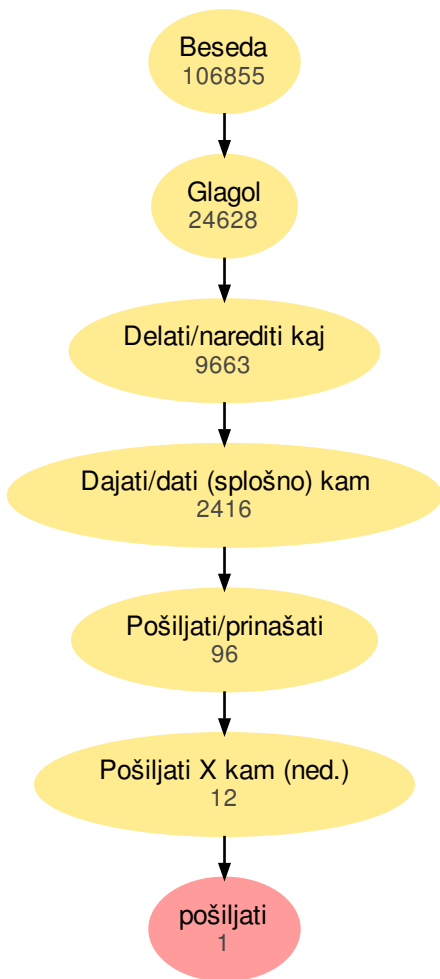 Beseda
106855
Glagol
24628
Delati/narediti kaj
9663
Dajati/dati (splošno) kam
2416
Pošiljati/prinašati
96
Pošiljati X kam (ned.)
12
pošiljati
1